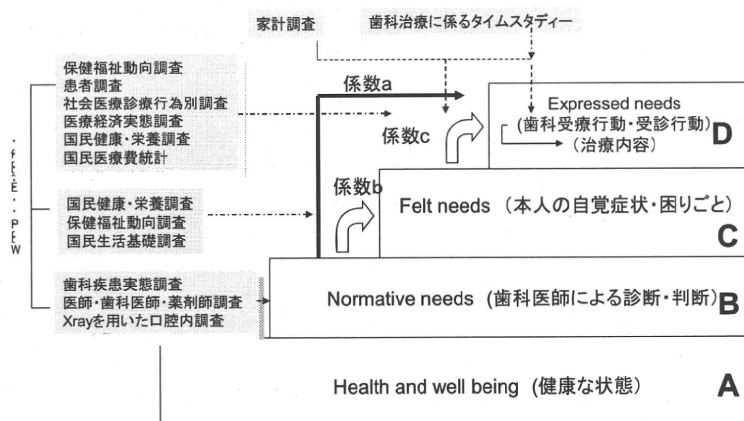 家計調査
歯科治療に係るタイムスタディー
保健福祉動向調査
患者調査
社会医療診療行為別調査
医療経済実態調査
国民健康・栄養調査
国民医療費統計
係数a
係数c
Expressed needs
(歯科受療行動・受診行動)
(治療内容)
D
国民健康・栄養調査
保健福祉動向調査
国民生活基礎調査
係数b
Felt needs (本人の自覚症状・困りごと)
C
歯科疾患実態調査
医師・歯科医師・薬剤師調査
Xrayを用いた口腔内調査
Normative needs (歯科医師による診断・判断)
B
Health and well being (健康な状態)
A